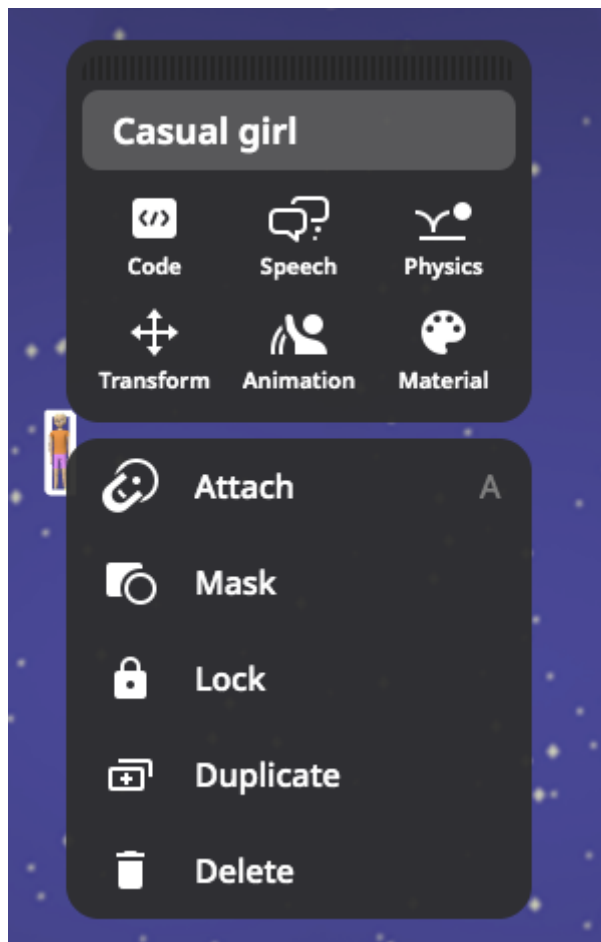 Casual girl
Code Speech Physics
Transform Animation Material
Attach A
Mask
Lock
Duplicate
Delete